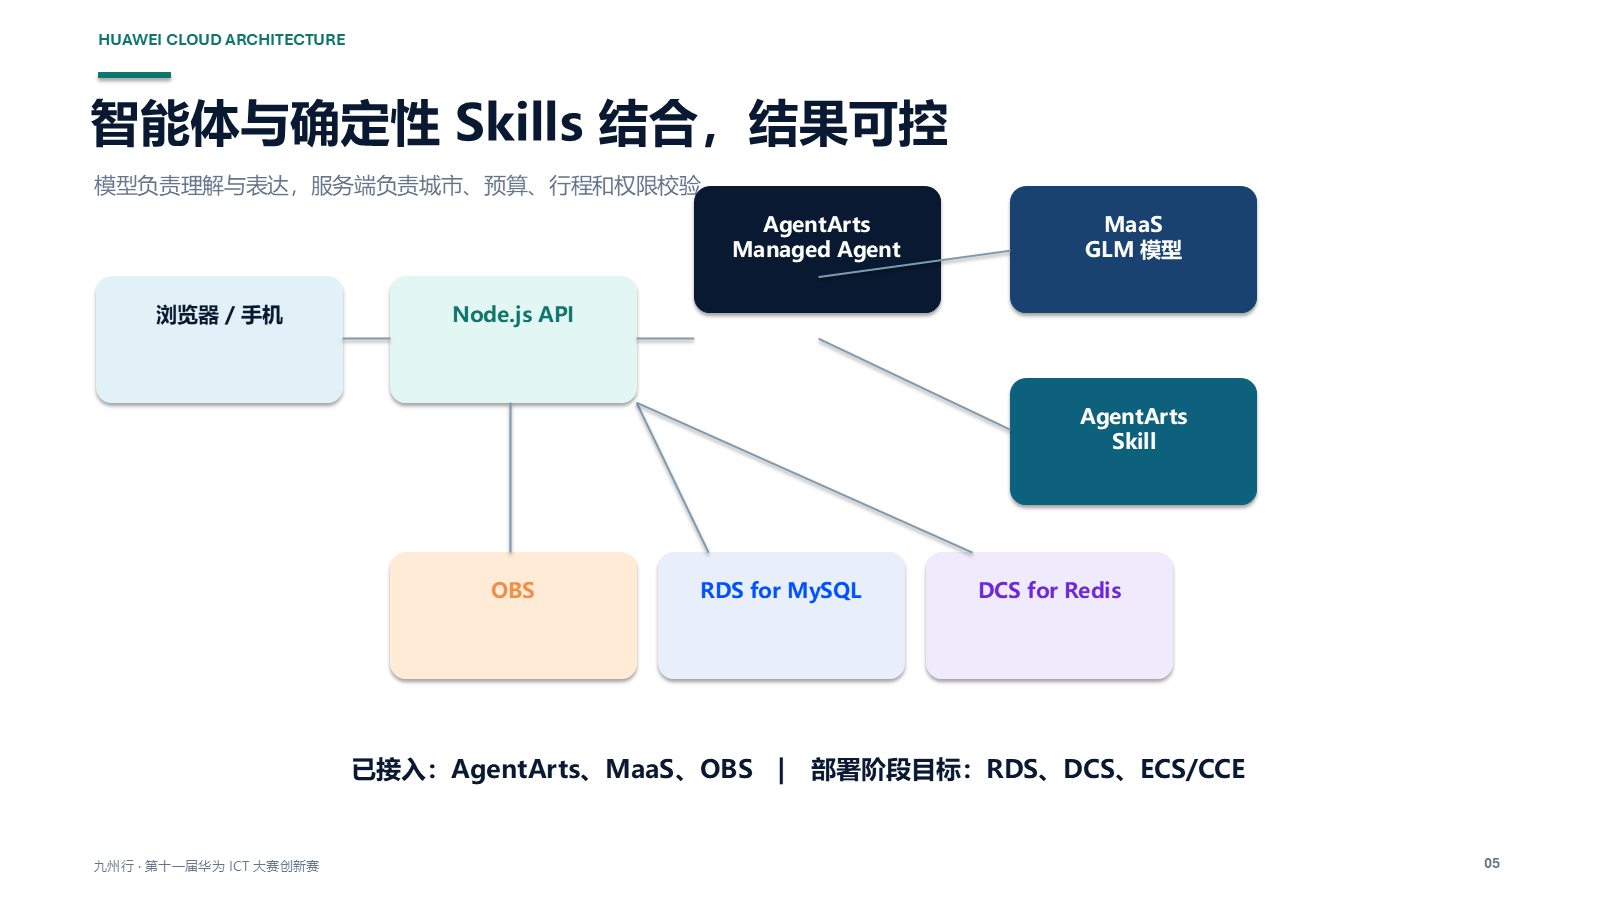 HUAWEI CLOUD ARCHITECTURE
智能体与确定性 Skills 结合，结果可控
模型负责理解与表达，服务端负责城市、预算、行程和权限校验
AgentArts
Managed Agent
MaaS
GLM 模型
浏览器 / 手机
Node.js API
AgentArts
Skill
OBS
RDS for MySQL
DCS for Redis
已接入：AgentArts、MaaS、OBS ｜ 部署阶段目标：RDS、DCS、ECS/CCE
九州行 · 第十一届华为 ICT 大赛创新赛
05